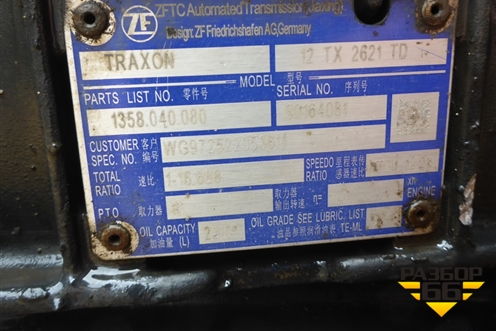 ZF
ZFTC Automated Transmission (Jiaxing)
Design: ZF Friedrichshafen AG, Germany
TRAXON 12 TX 2621 TD
MODEL 型号
PARTS LIST NO. 零件号 SERIAL NO. 序列号
1358.040.080
CUSTOMER 客户
SPEC. NO. 编号
TOTAL 速比 SPEEDO 里程表传
RATIO RATIO 感器速比
P.T.O 取力器 取力器 输出转速 n= xn ENGINE
OIL CAPACITY OIL GRADE SEE LUBRIC. LIST
加油量 (L) 油品参照润滑油表 TE-ML
РАЗБОР
66